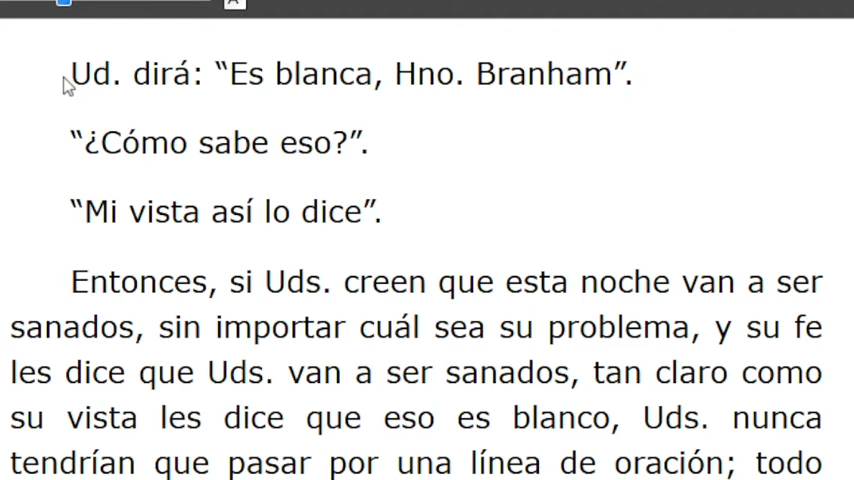 Ud. dirá: “Es blanca, Hno. Branham”.
“¿Cómo sabe eso?”.
“Mi vista así lo dice”.
Entonces, si Uds. creen que esta noche van a ser
sanados, sin importar cuál sea su problema, y su fe
les dice que Uds. van a ser sanados, tan claro como
su vista les dice que eso es blanco, Uds. nunca
tendrían que pasar por una línea de oración; todo